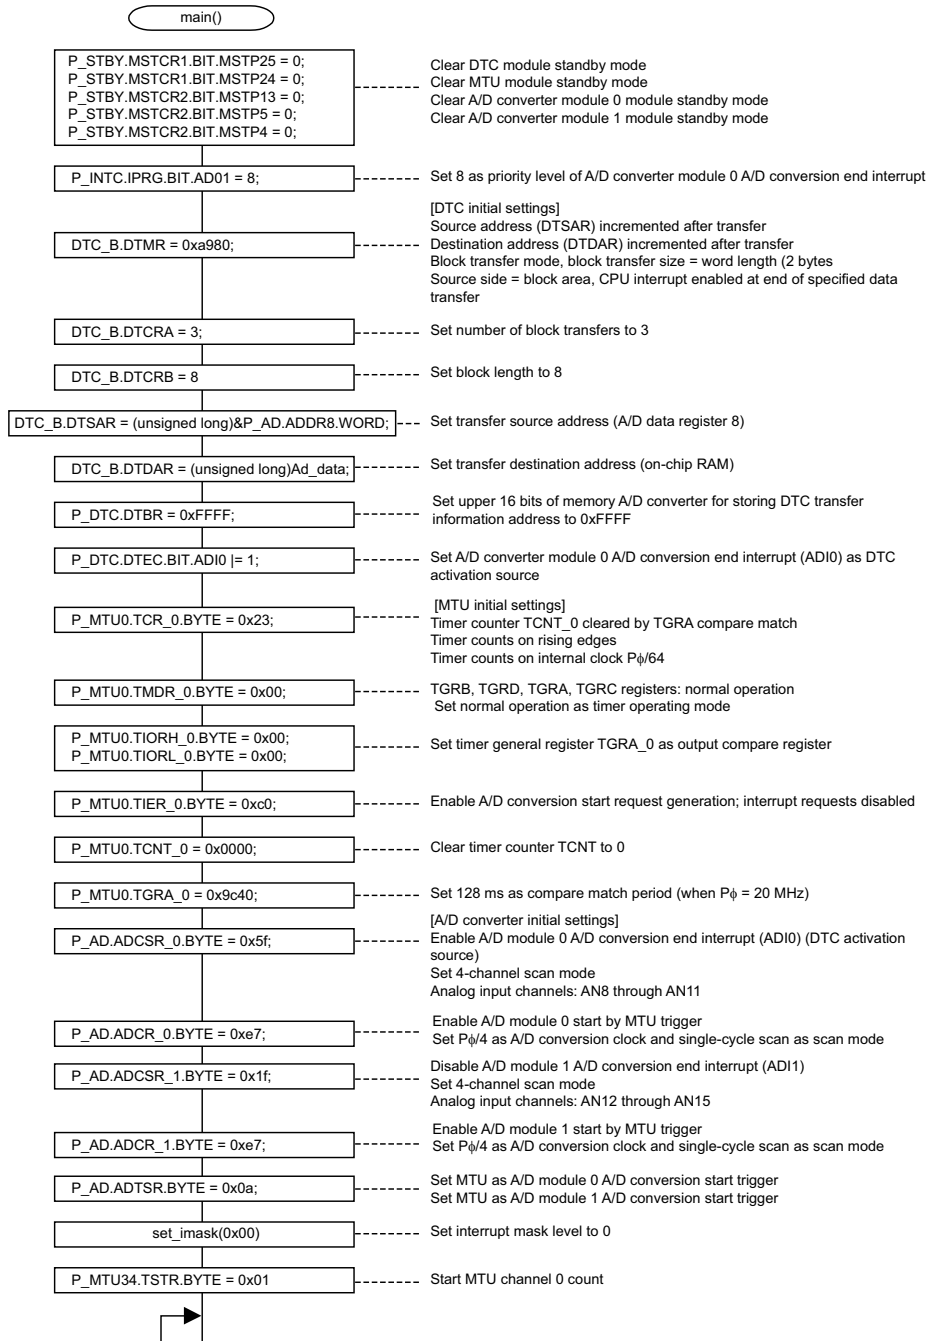 main()
P_STBY.MSTCR1.BIT.MSTP25 = 0;
P_STBY.MSTCR1.BIT.MSTP24 = 0;
P_STBY.MSTCR2.BIT.MSTP13 = 0;
P_STBY.MSTCR2.BIT.MSTP5 = 0;
P_STBY.MSTCR2.BIT.MSTP4 = 0;
Clear DTC module standby mode
Clear MTU module standby mode
Clear A/D converter module 0 module standby mode
Clear A/D converter module 1 module standby mode
P_INTC.IPRG.BIT.AD01 = 8;
Set 8 as priority level of A/D converter module 0 A/D conversion end interrupt
DTC_B.DTMR = 0xa980;
[DTC initial settings]
Source address (DTSAR) incremented after transfer
Destination address (DTDAR) incremented after transfer
Block transfer mode, block transfer size = word length (2 bytes
Source side = block area, CPU interrupt enabled at end of specified data
transfer
DTC_B.DTCRA = 3;
Set number of block transfers to 3
DTC_B.DTCRB = 8
Set block length to 8
DTC_B.DTSAR = (unsigned long)&P_AD.ADDR8.WORD;
Set transfer source address (A/D data register 8)
DTC_B.DTDAR = (unsigned long)Ad_data;
Set transfer destination address (on-chip RAM)
P_DTC.DTBR = 0xFFFF;
Set upper 16 bits of memory A/D converter for storing DTC transfer
information address to 0xFFFF
P_DTC.DTEC.BIT.ADI0 |= 1;
Set A/D converter module 0 A/D conversion end interrupt (ADI0) as DTC
activation source
P_MTU0.TCR_0.BYTE = 0x23;
[MTU initial settings]
Timer counter TCNT_0 cleared by TGRA compare match
Timer counts on rising edges
Timer counts on internal clock Pϕ/64
P_MTU0.TMDR_0.BYTE = 0x00;
TGRB, TGRD, TGRA, TGRC registers: normal operation
Set normal operation as timer operating mode
P_MTU0.TIORH_0.BYTE = 0x00;
P_MTU0.TIORL_0.BYTE = 0x00;
Set timer general register TGRA_0 as output compare register
P_MTU0.TIER_0.BYTE = 0xc0;
Enable A/D conversion start request generation; interrupt requests disabled
P_MTU0.TCNT_0 = 0x0000;
Clear timer counter TCNT to 0
P_MTU0.TGRA_0 = 0x9c40;
Set 128 ms as compare match period (when Pϕ = 20 MHz)
P_AD.ADCSR_0.BYTE = 0x5f;
[A/D converter initial settings]
Enable A/D module 0 A/D conversion end interrupt (ADI0) (DTC activation
source)
Set 4-channel scan mode
Analog input channels: AN8 through AN11
P_AD.ADCR_0.BYTE = 0xe7;
Enable A/D module 0 start by MTU trigger
Set Pϕ/4 as A/D conversion clock and single-cycle scan as scan mode
P_AD.ADCSR_1.BYTE = 0x1f;
Disable A/D module 1 A/D conversion end interrupt (ADI1)
Set 4-channel scan mode
Analog input channels: AN12 through AN15
P_AD.ADCR_1.BYTE = 0xe7;
Enable A/D module 1 start by MTU trigger
Set Pϕ/4 as A/D conversion clock and single-cycle scan as scan mode
P_AD.ADTSR.BYTE = 0x0a;
Set MTU as A/D module 0 A/D conversion start trigger
Set MTU as A/D module 1 A/D conversion start trigger
set_imask(0x00)
Set interrupt mask level to 0
P_MTU34.TSTR.BYTE = 0x01
Start MTU channel 0 count